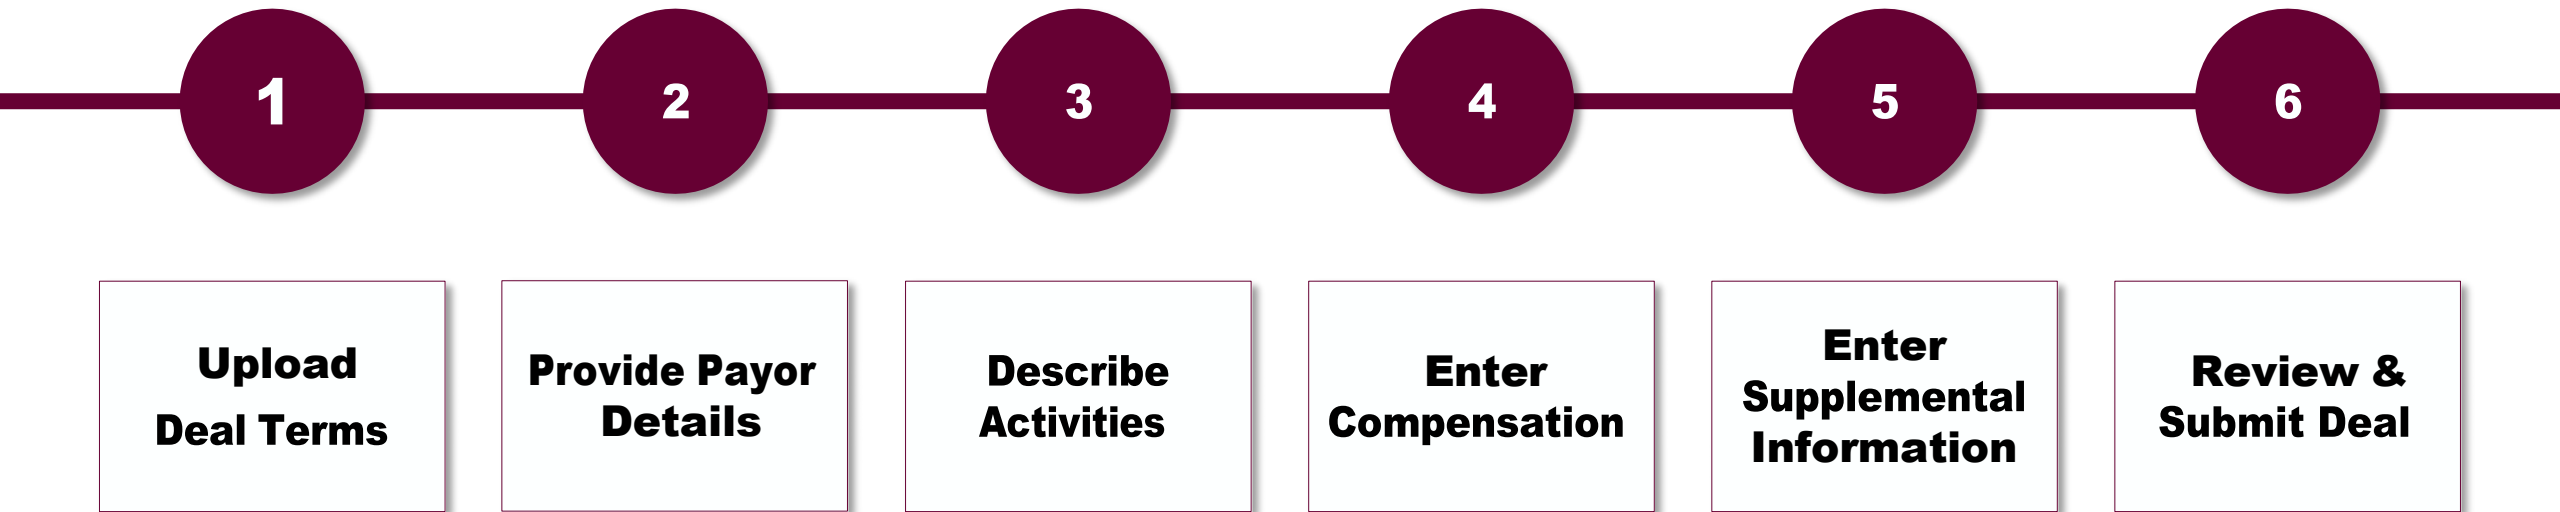 1
2
3
4
5
6
Upload
Deal Terms
Provide Payor
Details
Describe
Activities
Enter
Compensation
Enter
Supplemental
Information
Review &
Submit Deal